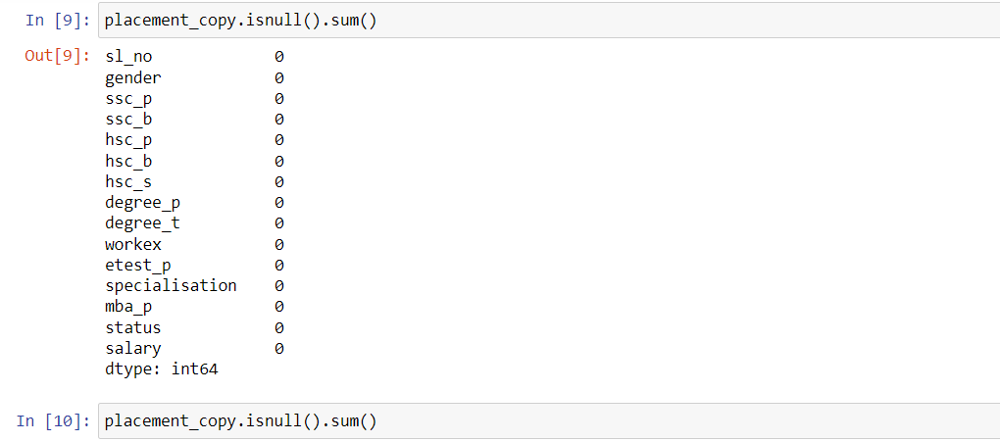 In [9]: placement_copy.isnull().sum()
Out[9]: sl_no 0
gender 0
ssc_p 0
ssc_b 0
hsc_p 0
hsc_b 0
hsc_s 0
degree_p 0
degree_t 0
workex 0
etest_p 0
specialisation 0
mba_p 0
status 0
salary 0
dtype: int64
In [10]: placement_copy.isnull().sum()